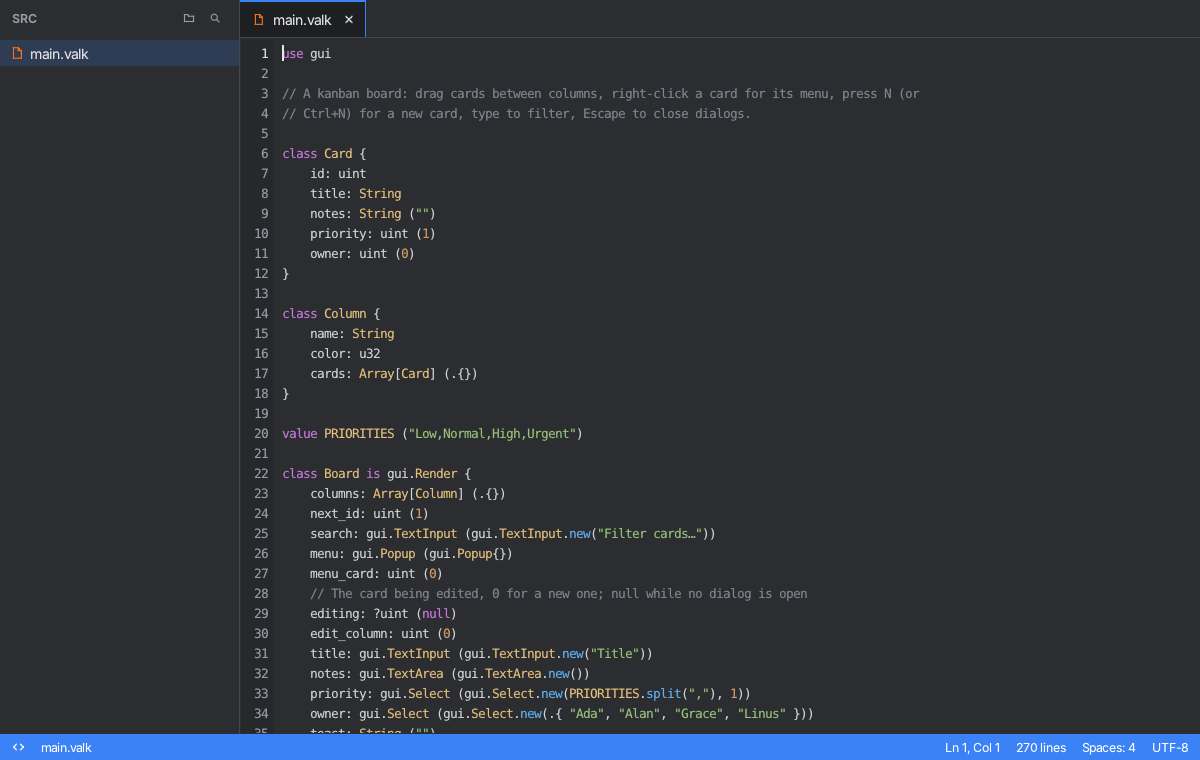 SRC
main.valk
main.valk ×
1 use gui
2
3 // A kanban board: drag cards between columns, right-click a card for its menu, press N (or
4 // Ctrl+N) for a new card, type to filter, Escape to close dialogs.
5
6 class Card {
7     id: uint
8     title: String
9     notes: String ("")
10     priority: uint (1)
11     owner: uint (0)
12 }
13
14 class Column {
15     name: String
16     color: u32
17     cards: Array[Card] (.{})
18 }
19
20 value PRIORITIES ("Low,Normal,High,Urgent")
21
22 class Board is gui.Render {
23     columns: Array[Column] (.{})
24     next_id: uint (1)
25     search: gui.TextInput (gui.TextInput.new("Filter cards…"))
26     menu: gui.Popup (gui.Popup{})
27     menu_card: uint (0)
28     // The card being edited, 0 for a new one; null while no dialog is open
29     editing: ?uint (null)
30     edit_column: uint (0)
31     title: gui.TextInput (gui.TextInput.new("Title"))
32     notes: gui.TextArea (gui.TextArea.new())
33     priority: gui.Select (gui.Select.new(PRIORITIES.split(","), 1))
34     owner: gui.Select (gui.Select.new(.{ "Ada", "Alan", "Grace", "Linus" }))
35     toast: String ("")
<> main.valk
Ln 1, Col 1 270 lines Spaces: 4 UTF-8